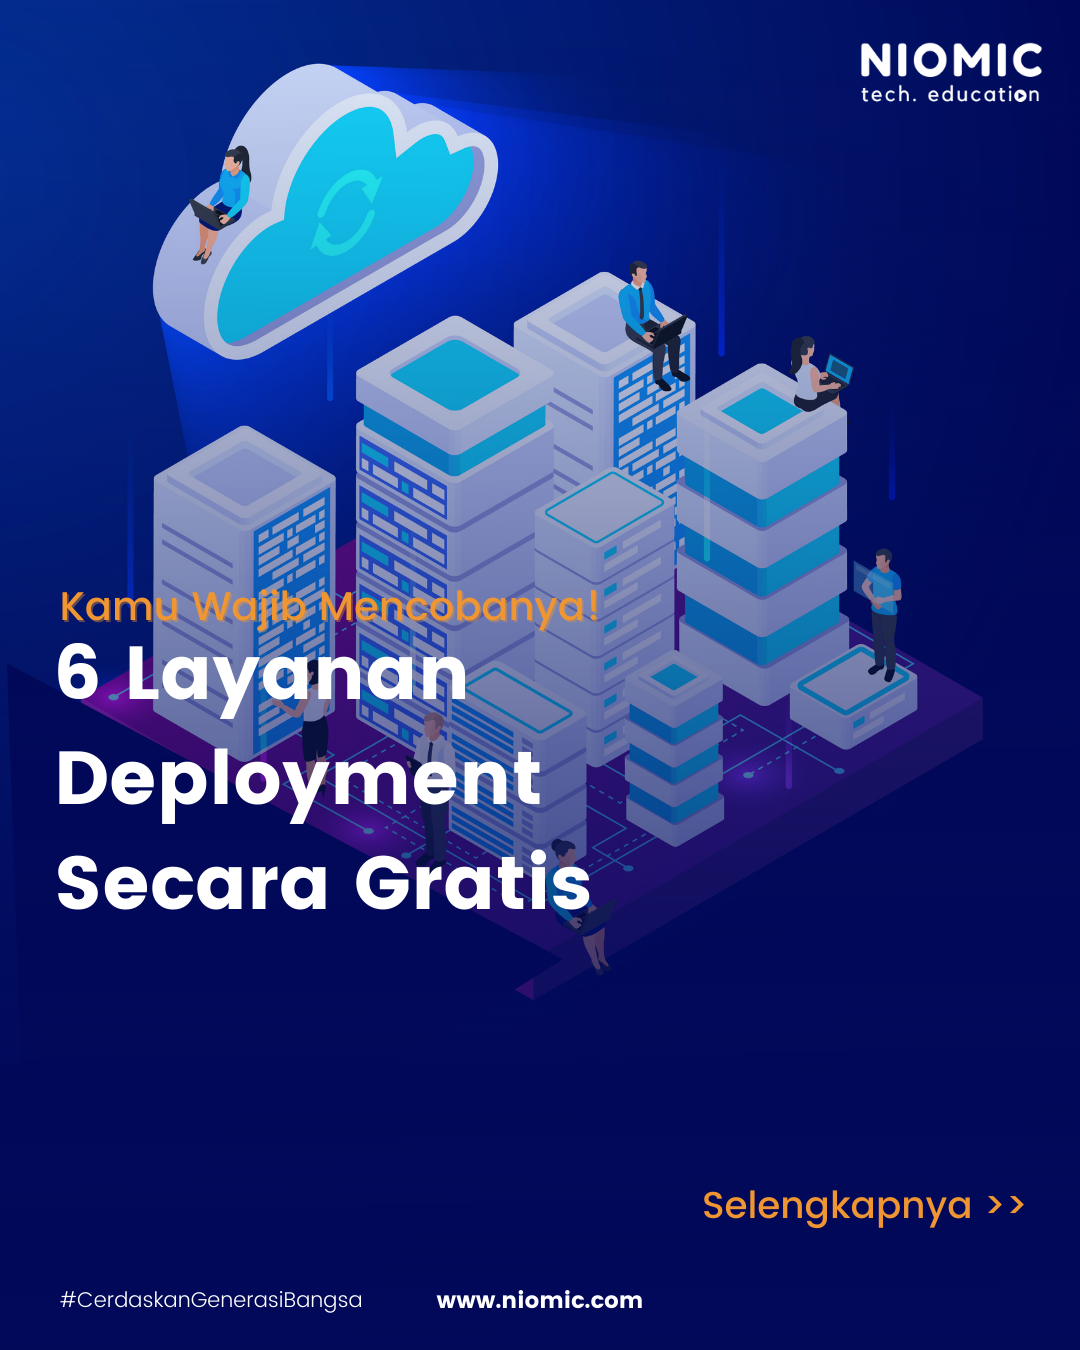 NIOMIC
tech. education
Kamu Wajib Mencobanya!
6 Layanan
Deployment
Secara Gratis
Selengkapnya >>
#CerdaskanGenerasiBangsa
www.niomic.com